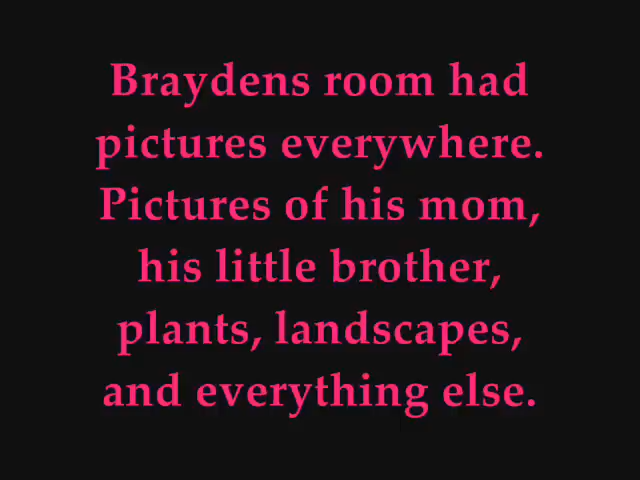 Braydens room had
pictures everywhere.
Pictures of his mom,
his little brother,
plants, landscapes,
and everything else.